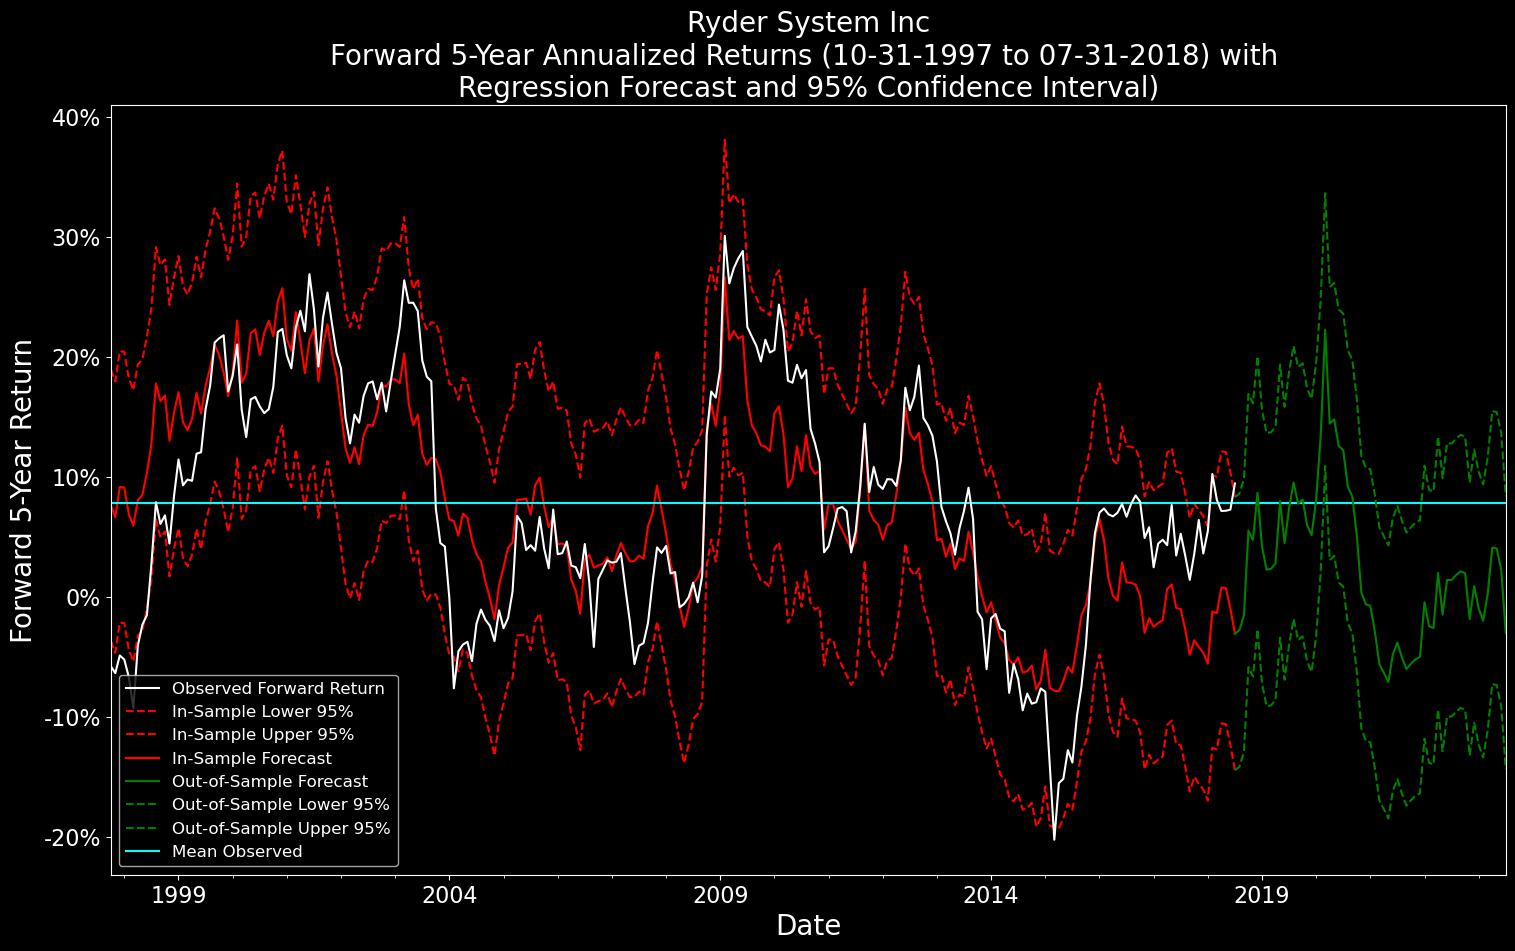 Ryder System Inc
Forward 5-Year Annualized Returns (10-31-1997 to 07-31-2018) with
Regression Forecast and 95% Confidence Interval)
Forward 5-Year Return
40%
30%
20%
10%
0%
-10%
-20%
Observed Forward Return
In-Sample Lower 95%
In-Sample Upper 95%
In-Sample Forecast
Out-of-Sample Forecast
Out-of-Sample Lower 95%
Out-of-Sample Upper 95%
Mean Observed
1999 2004 2009 2014 2019
Date